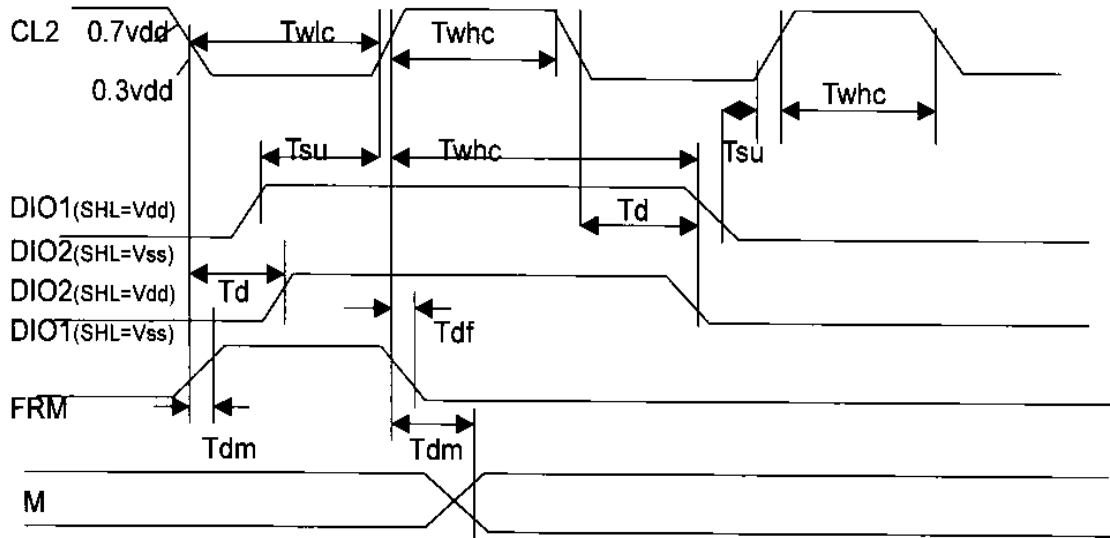 CL2 0.7vdd Twlc Twhc
0.3vdd Twhc
Tsu Twhc Tsu
DIO1(SHL=Vdd) Td
DIO2(SHL=Vss)
Td
DIO2(SHL=Vdd)
DIO1(SHL=Vss) Tdf
FRM
Tdm Tdm
M